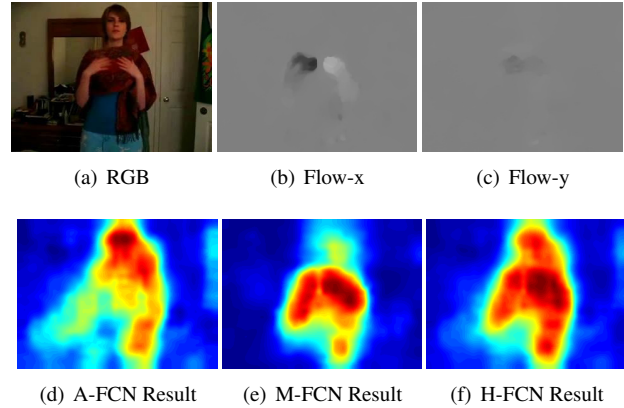 (a) RGB
(b) Flow-x
(c) Flow-y
(d) A-FCN Result
(e) M-FCN Result
(f) H-FCN Result